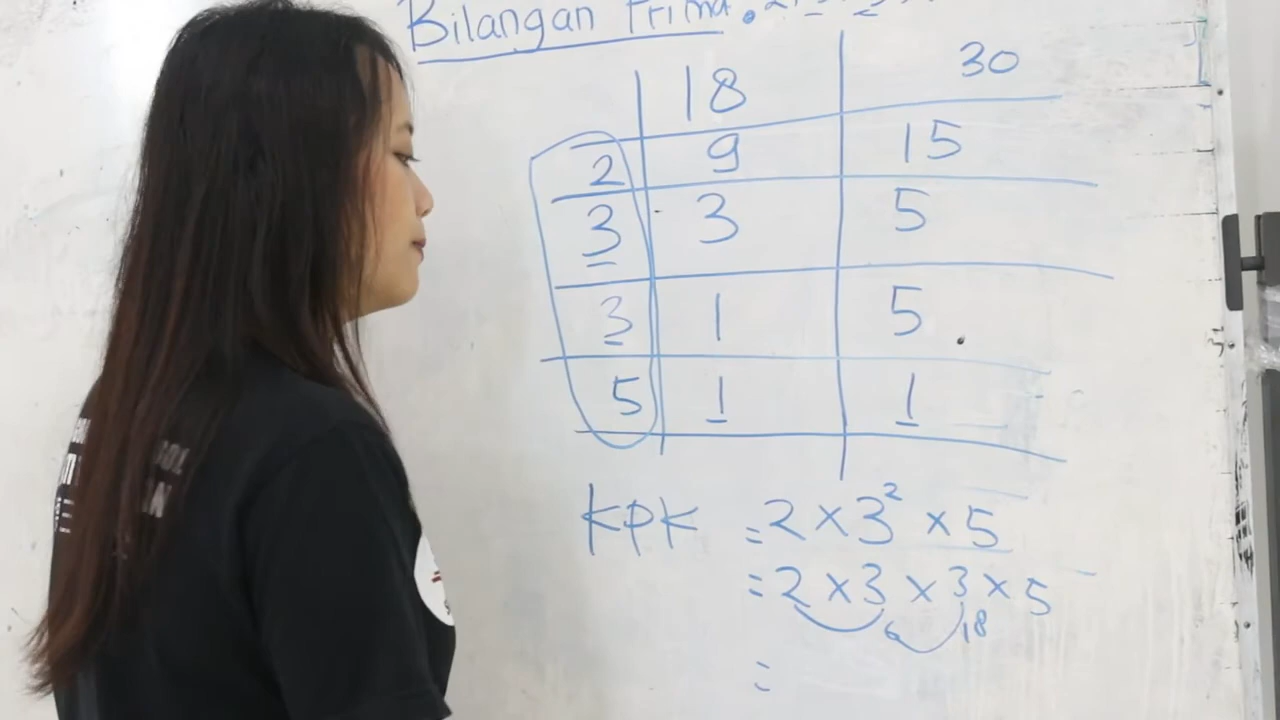 Bilangan Prima
18 30
2 9 15
3 3 5
3 1 5
5 1 1
KPK = 2 × 3² × 5
= 2 × 3 × 3 × 5
6 18
=